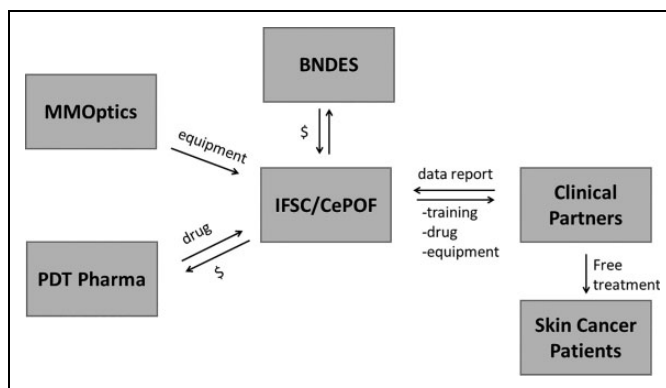 BNDES
MMOptics
equipment
$
IFSC/CePOF
data report
-training
-drug
-equipment
Clinical
Partners
drug
$
PDT Pharma
Free
treatment
Skin Cancer
Patients